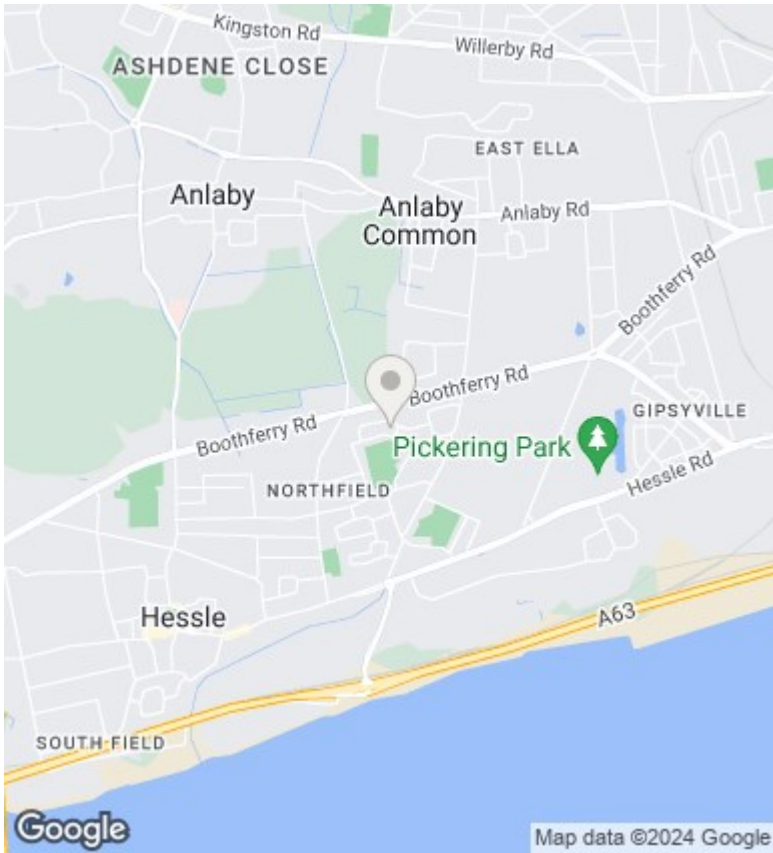 Kingston Rd
Willerby Rd
ASHDENE CLOSE
EAST ELLA
Anlaby
Anlaby
Common
Anlaby Rd
Boothferry Rd
Boothferry Rd
Boothferry Rd
GIPSYVILLE
Pickering Park
NORTHFIELD
Hessle Rd
Hessle
A63
SOUTH FIELD
Google
Map data ©2024 Google